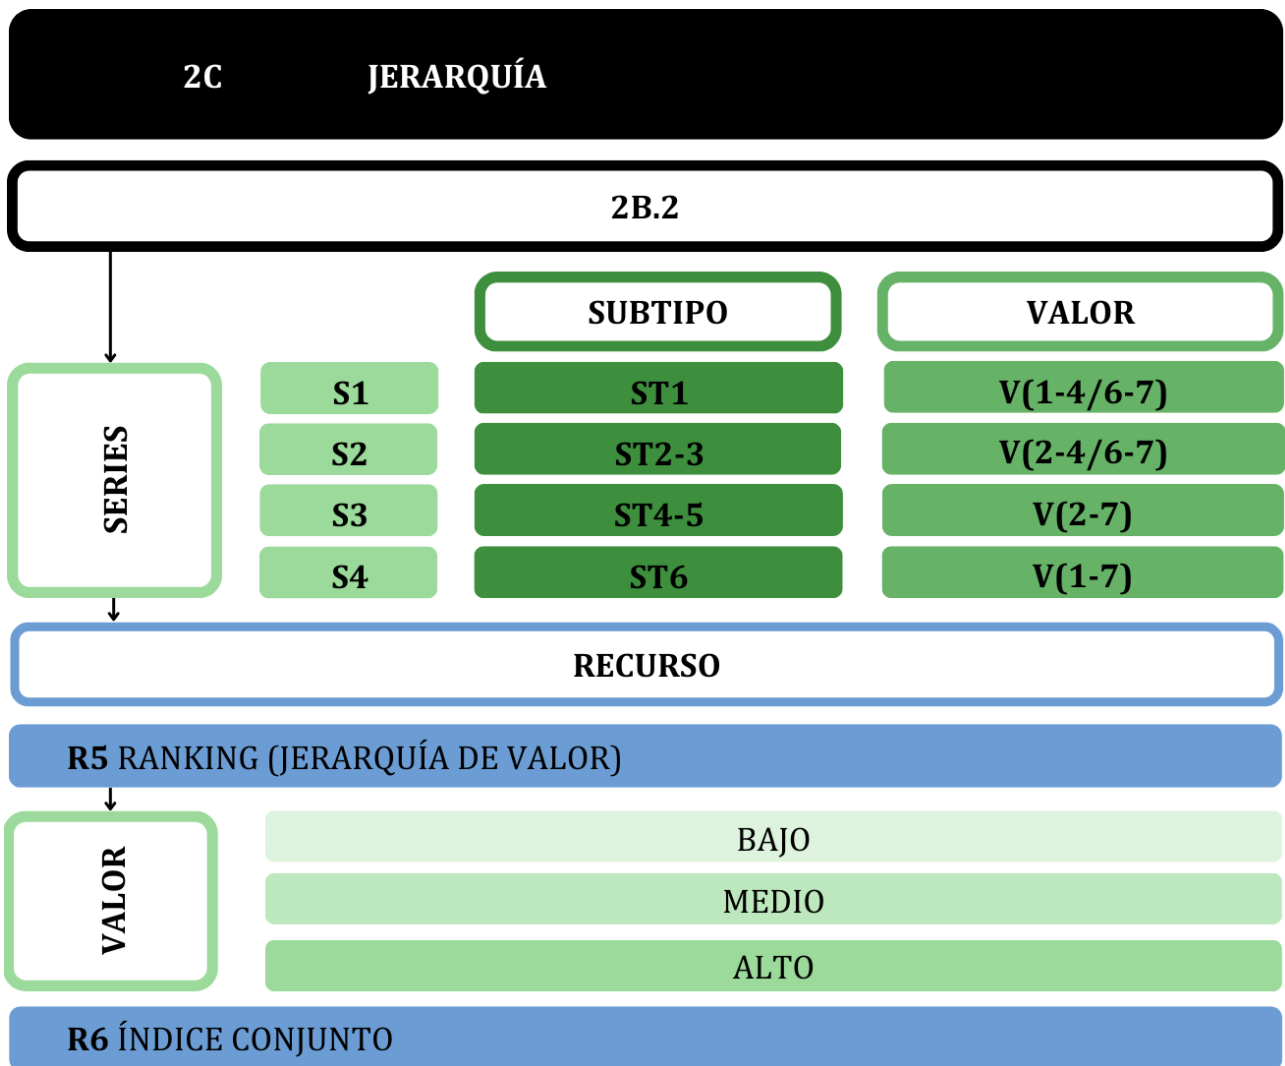 2C JERARQUÍA
2B.2
SUBTIPO VALOR
SERIES
S1 ST1 V(1-4/6-7)
S2 ST2-3 V(2-4/6-7)
S3 ST4-5 V(2-7)
S4 ST6 V(1-7)
RECURSO
R5 RANKING (JERARQUÍA DE VALOR)
VALOR
BAJO
MEDIO
ALTO
R6 ÍNDICE CONJUNTO